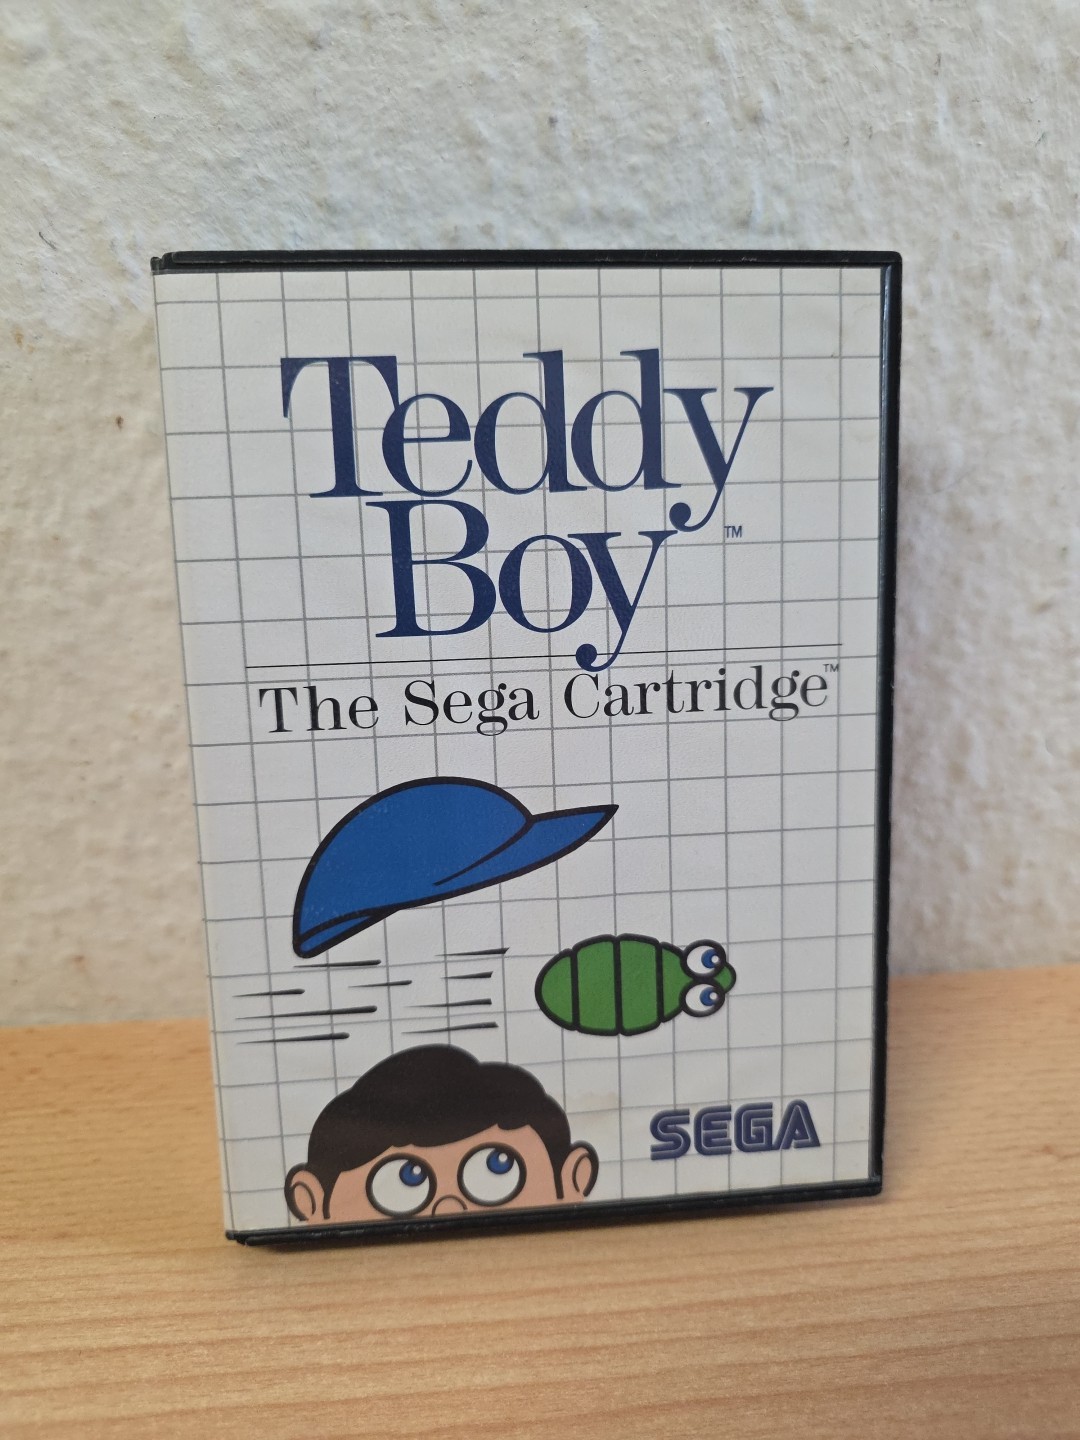 Teddy
Boy™
The Sega Cartridge™
SEGA